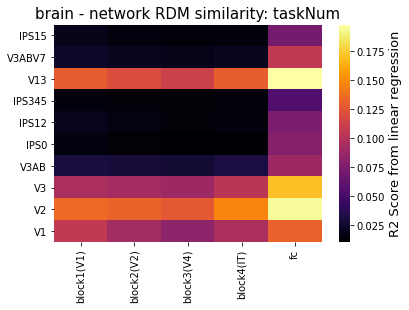 brain - network RDM similarity: taskNum
IPS15
V3ABV7
V13
IPS345
IPS12
IPS0
V3AB
V3
V2
V1
block1(V1)
block2(V2)
block3(V4)
block4(IT)
fc
0.175
0.150
0.125
0.100
0.075
0.050
0.025
R2 Score from linear regression